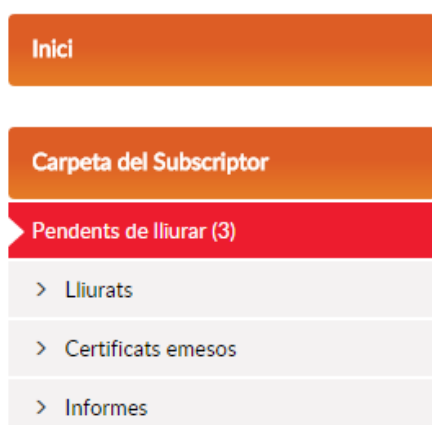 Inici
Carpeta del Subscriptor
Pendents de lliurar (3)
Lliurats
Certificats emesos
Informes